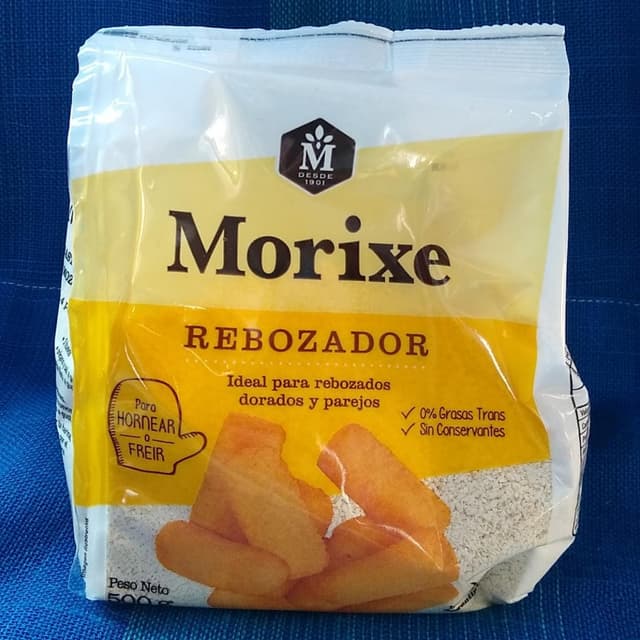 M
DESDE
1901
Morixe
REBOZADOR
Ideal para rebozados
dorados y parejos
✓ 0% Grasas Trans
✓ Sin Conservantes
Para
HORNEAR
o
FREIR
Peso Neto
500 g